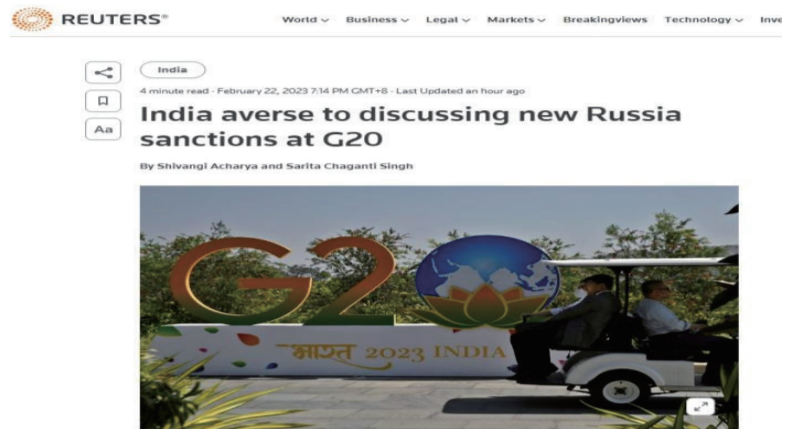 REUTERS®
World Business Legal Markets Breakingviews Technology Inve
India
4 minute read · February 22, 2023 7:14 PM GMT+8 · Last Updated an hour ago
Aa
India averse to discussing new Russia
sanctions at G20
By Shivangi Acharya and Sarita Chaganti Singh
G20
भारत 2023 INDIA